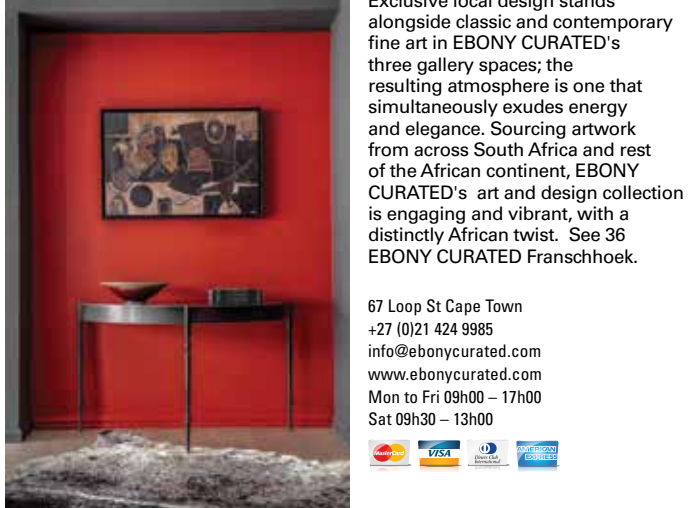 Exclusive local design stands
alongside classic and contemporary
fine art in EBONY CURATED's
three gallery spaces; the
resulting atmosphere is one that
simultaneously exudes energy
and elegance. Sourcing artwork
from across South Africa and rest
of the African continent, EBONY
CURATED's  art and design collection
is engaging and vibrant, with a
distinctly African twist.  See 36
EBONY CURATED Franschhoek.
67 Loop St Cape Town
+27 (0)21 424 9985
info@ebonycurated.com
www.ebonycurated.com
Mon to Fri 09h00 – 17h00
Sat 09h30 – 13h00
MasterCard VISA Diners Club International AMERICAN EXPRESS